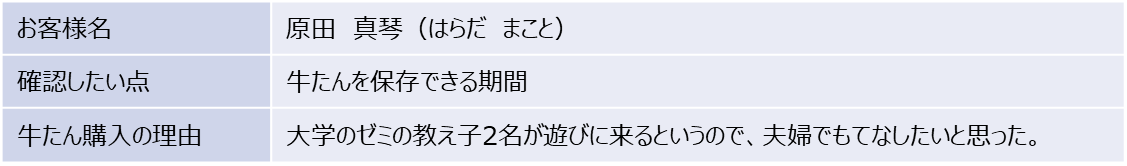 お客様名 原田 真琴(はらだ まこと)
確認したい点 牛たんを保存できる期間
牛たん購入の理由 大学のゼミの教え子2名が遊びに来るというので、夫婦でもてなしたいと思った。